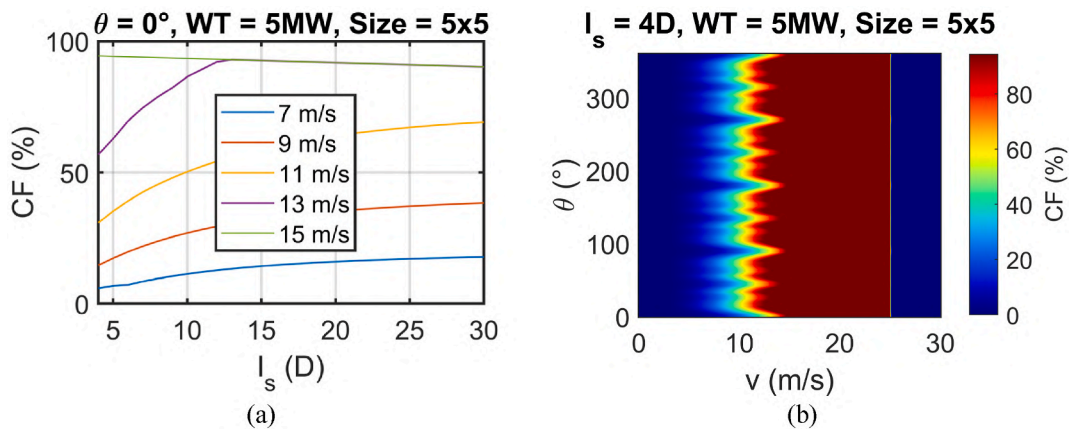 θ = 0°, WT = 5MW, Size = 5x5
100
50
0
CF (%)
7 m/s
9 m/s
11 m/s
13 m/s
15 m/s
5 10 15 20 25 30
I_s (D)
(a)
I_s = 4D, WT = 5MW, Size = 5x5
300
200
100
0
θ (°)
0 10 20 30
v (m/s)
80
60
40
20
0
CF (%)
(b)